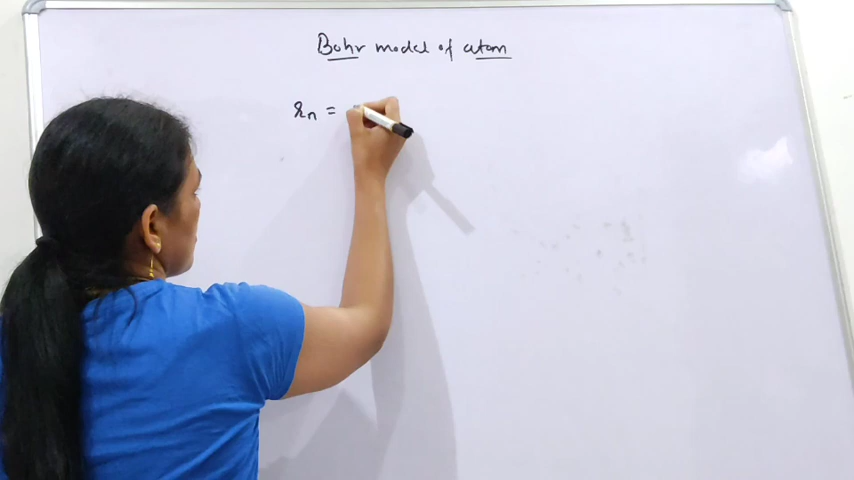 Bohr model of atom
rn =